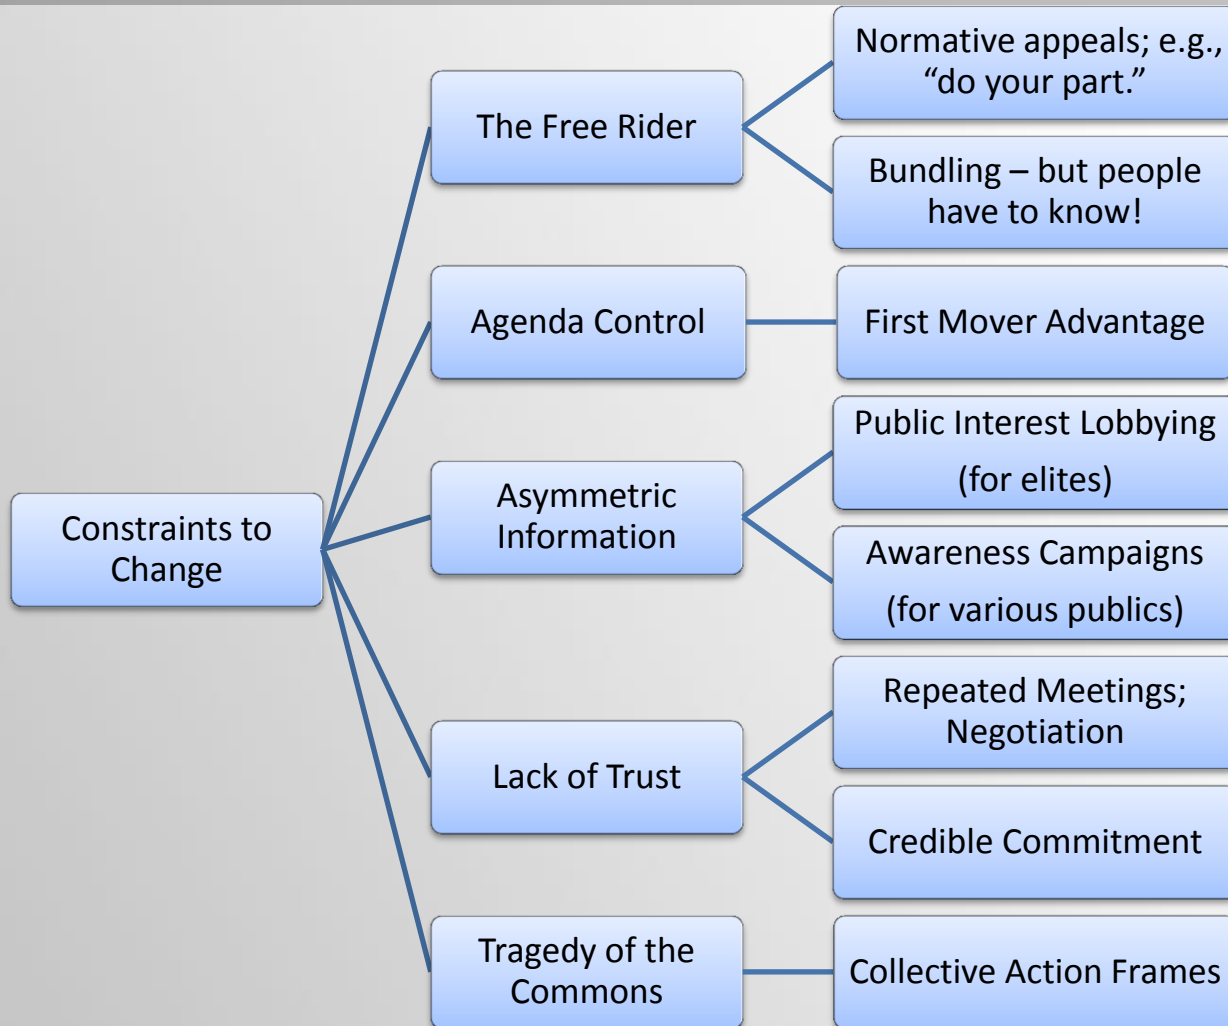 Constraints to
Change
The Free Rider
Normative appeals; e.g.,
“do your part.”
Bundling – but people
have to know!
Agenda Control
First Mover Advantage
Asymmetric
Information
Public Interest Lobbying
(for elites)
Awareness Campaigns
(for various publics)
Lack of Trust
Repeated Meetings;
Negotiation
Credible Commitment
Tragedy of the
Commons
Collective Action Frames